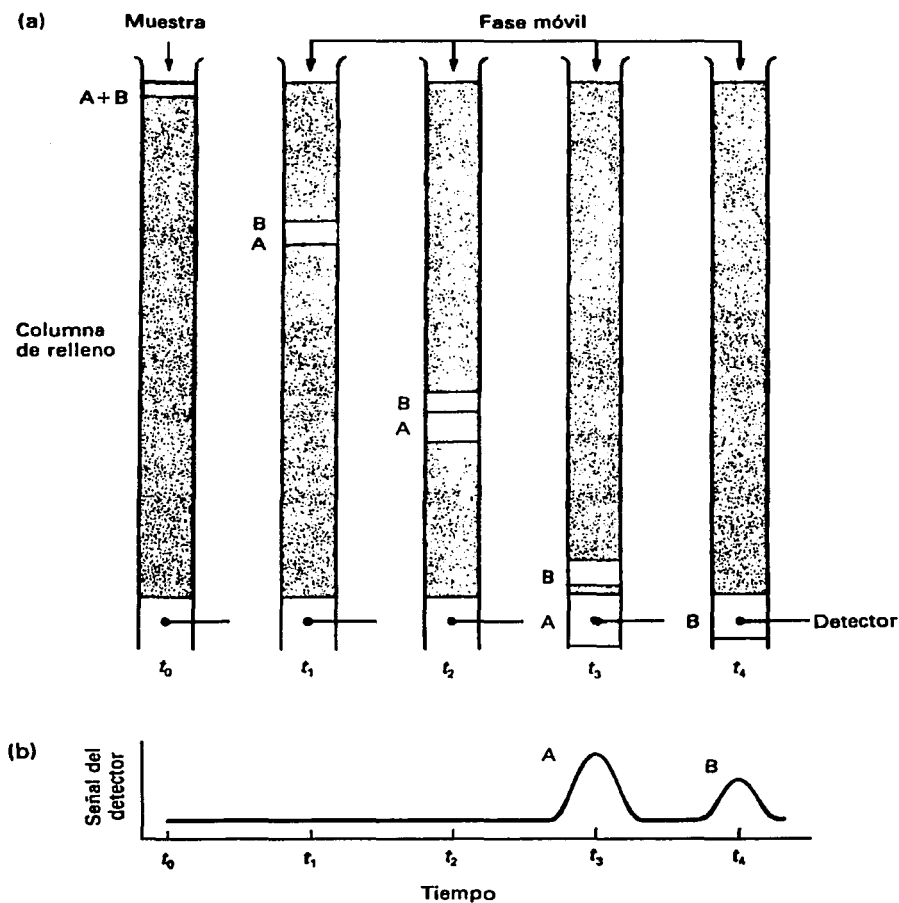 (a)
Muestra
Fase móvil
A+B
B
A
Columna
de relleno
B
A
B
A
B
Detector
t₀
t₁
t₂
t₃
t₄
(b)
Señal del
detector
A
B
t₀
t₁
t₂
t₃
t₄
Tiempo